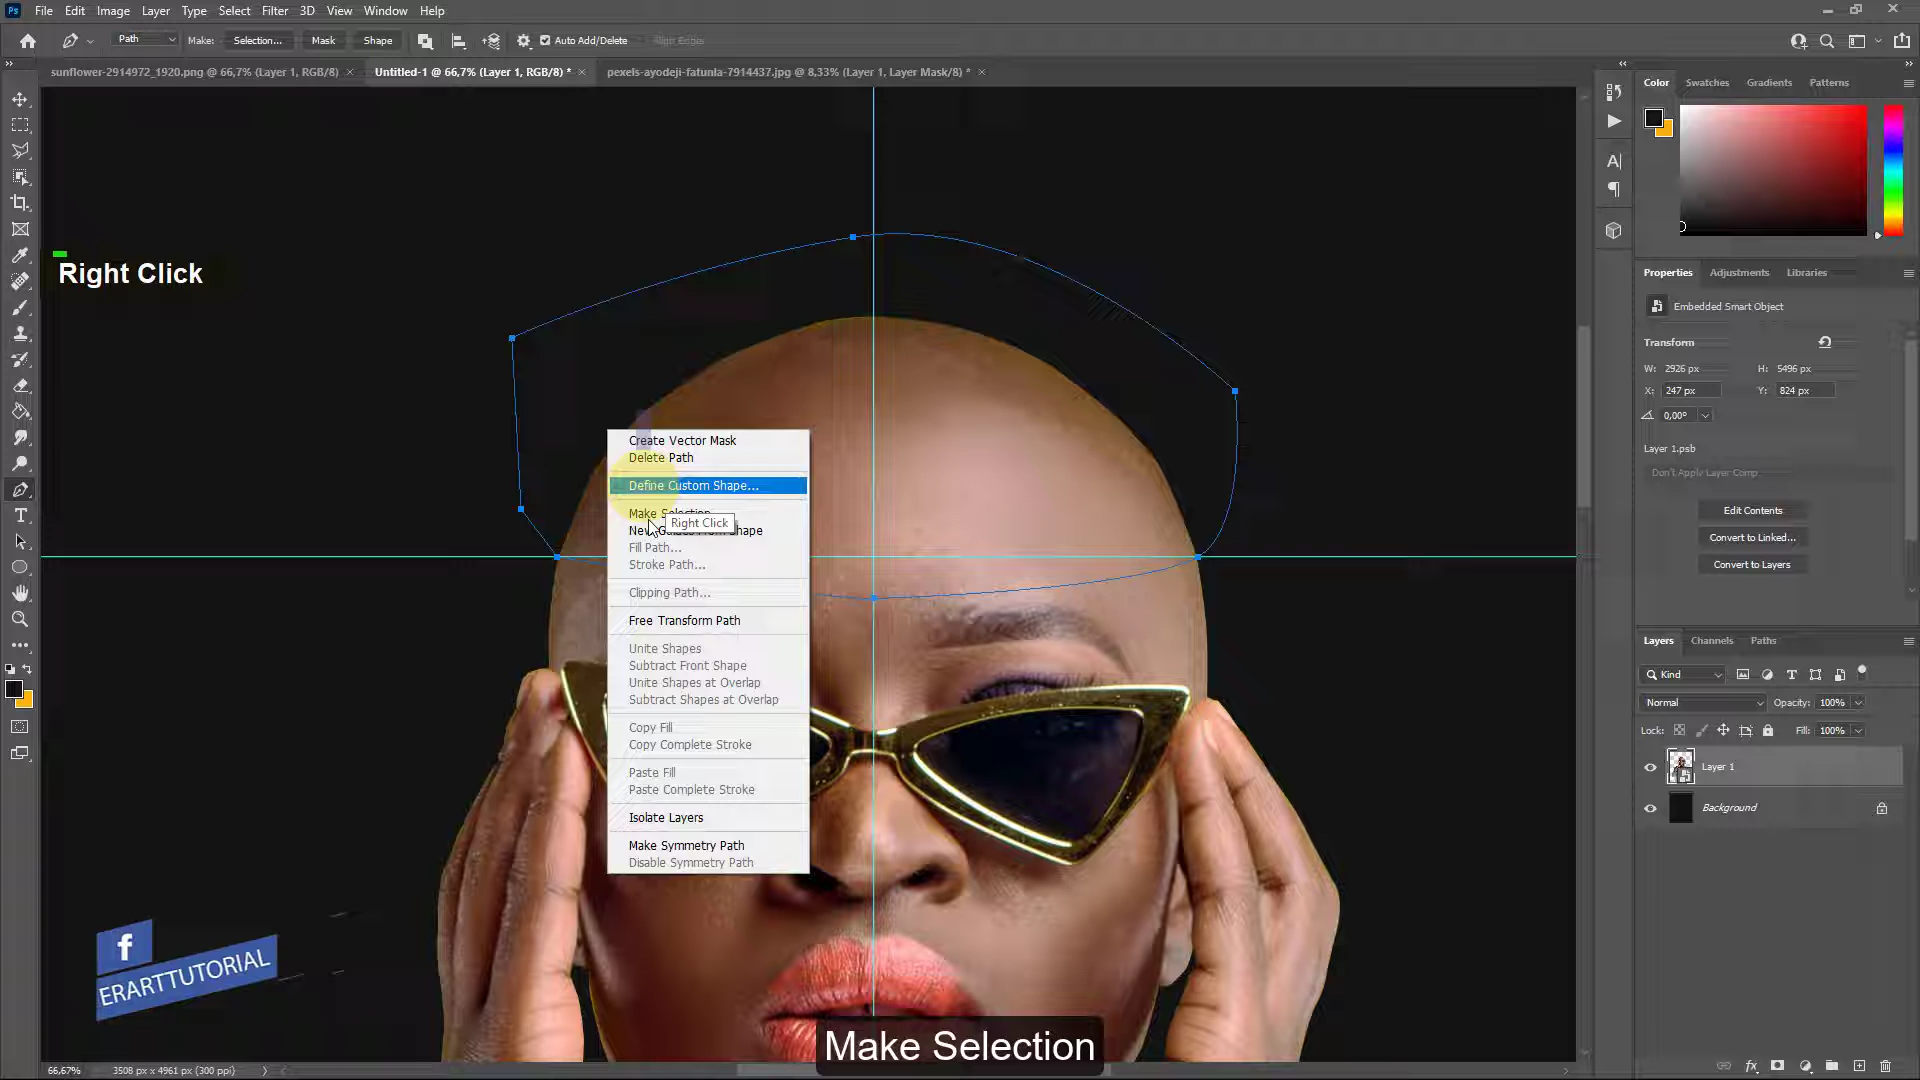 Ps File Edit Image Layer Type Select Filter 3D View Window Help
Path Make: Selection... Mask Shape Auto Add/Delete Align Edges
sunflower-2914972_1920.png @ 66,7% (Layer 1, RGB/8) × Untitled-1 @ 66,7% (Layer 1, RGB/8) * × pexels-ayodeji-fatunla-7914437.jpg @ 8,33% (Layer 1, Layer Mask/8) * ×
Color Swatches Gradients Patterns
Right Click
Properties Adjustments Libraries
Embedded Smart Object
Transform
W: 2926 px H: 5496 px
X: 247 px Y: 824 px
0,00°
Layer 1.psb
Don't Apply Layer Comp
Edit Contents
Convert to Linked...
Convert to Layers
Create Vector Mask
Delete Path
Define Custom Shape...
Make Selection
Right Click
Fill Path...
Stroke Path...
Clipping Path...
Free Transform Path
Unite Shapes
Subtract Front Shape
Unite Shapes at Overlap
Subtract Shapes at Overlap
Copy Fill
Copy Complete Stroke
Paste Fill
Paste Complete Stroke
Isolate Layers
Make Symmetry Path
Disable Symmetry Path
Layers Channels Paths
Kind
Normal Opacity: 100%
Lock: Fill: 100%
Layer 1
Background
f
ERARTTUTORIAL
Make Selection
66,67% 3508 px x 4961 px (300 ppi)